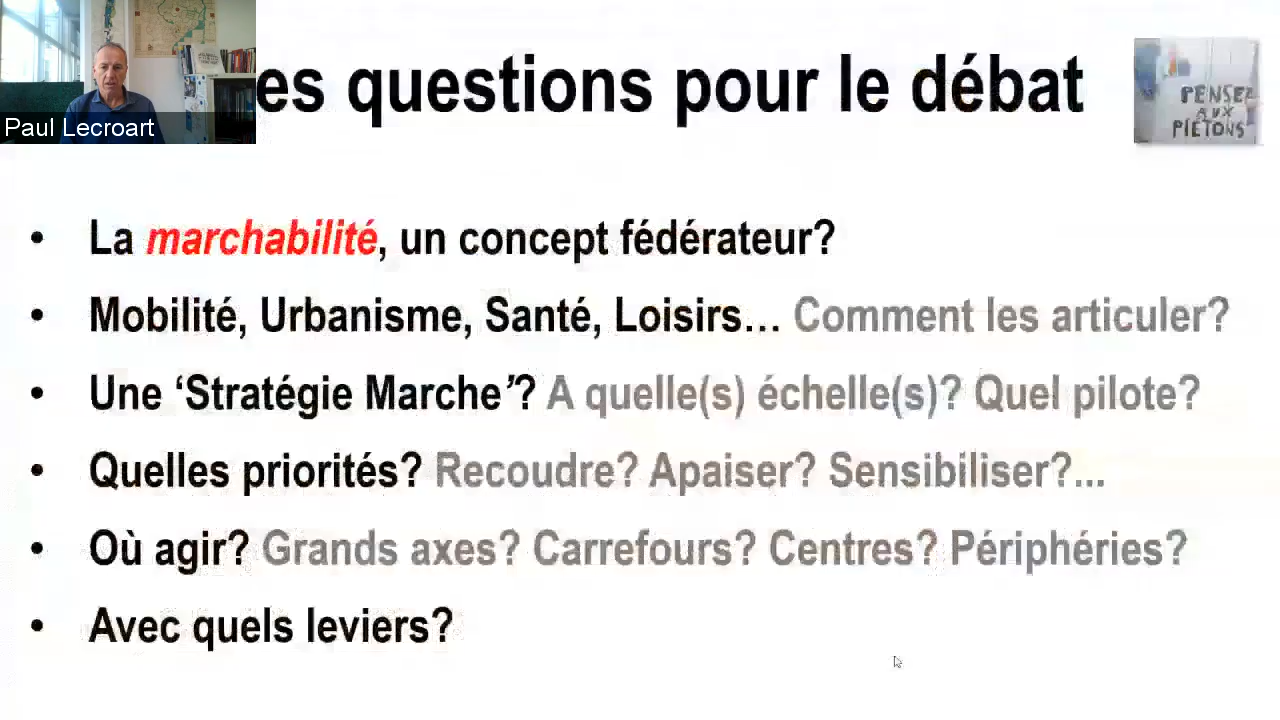 es questions pour le débat
PENSEZ
AUX
PIÉTONS
Paul Lecroart
• La marchabilité, un concept fédérateur?
• Mobilité, Urbanisme, Santé, Loisirs… Comment les articuler?
• Une ‘Stratégie Marche’? A quelle(s) échelle(s)? Quel pilote?
• Quelles priorités? Recoudre? Apaiser? Sensibiliser?...
• Où agir? Grands axes? Carrefours? Centres? Périphéries?
• Avec quels leviers?